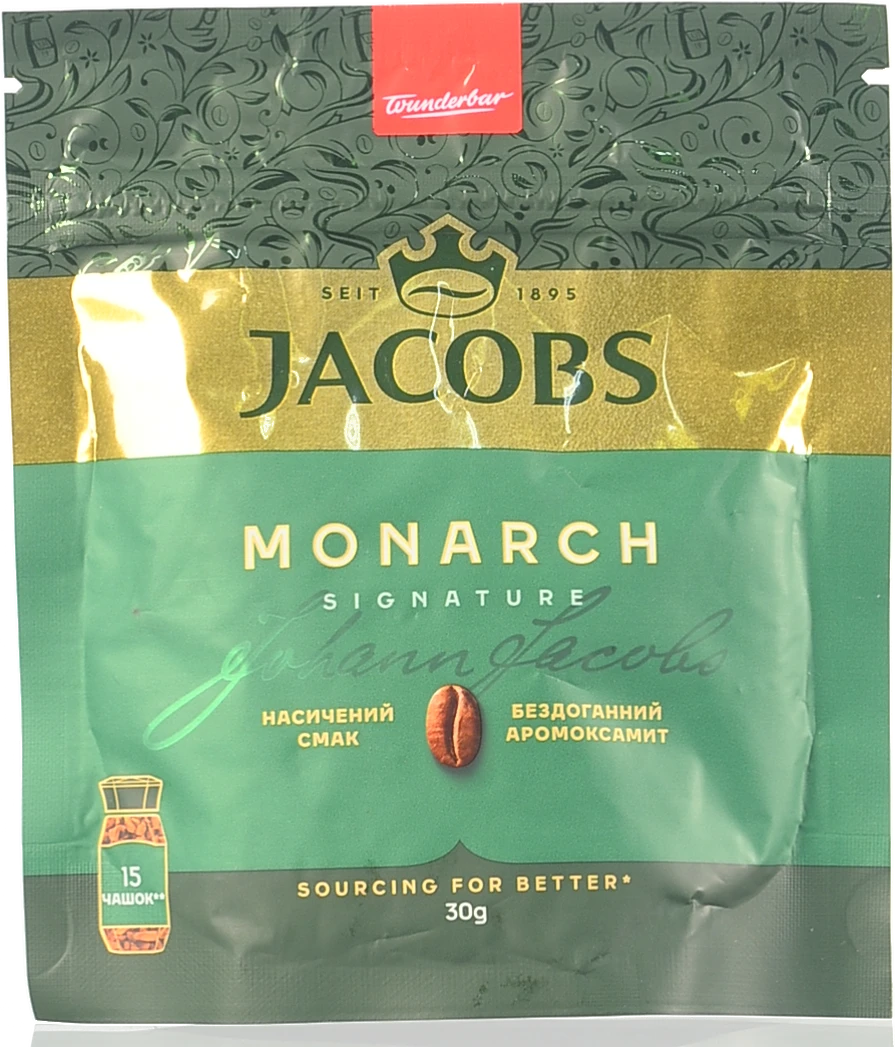 Wunderbar
SEIT 1895
JACOBS
MONARCH
SIGNATURE
Johann Jacobs
НАСИЧЕНИЙ
СМАК
БЕЗДОГАННИЙ
АРОМОКСАМИТ
15
ЧАШОК**
SOURCING FOR BETTER*
30g